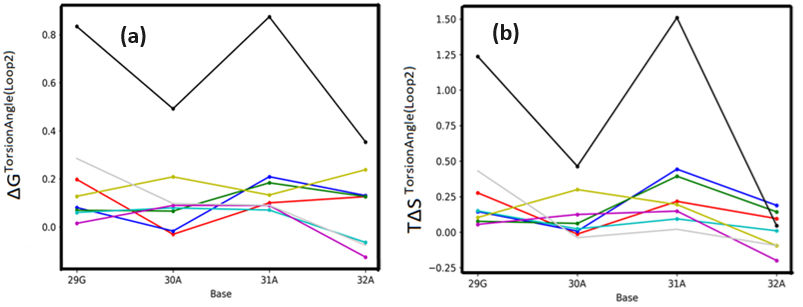 (a)
ΔG TorsionAngle(Loop2)
0.8
0.6
0.4
0.2
0.0
29G 30A 31A 32A
Base
(b)
TΔS TorsionAngle(Loop2)
1.50
1.25
1.00
0.75
0.50
0.25
0.00
−0.25
29G 30A 31A 32A
Base